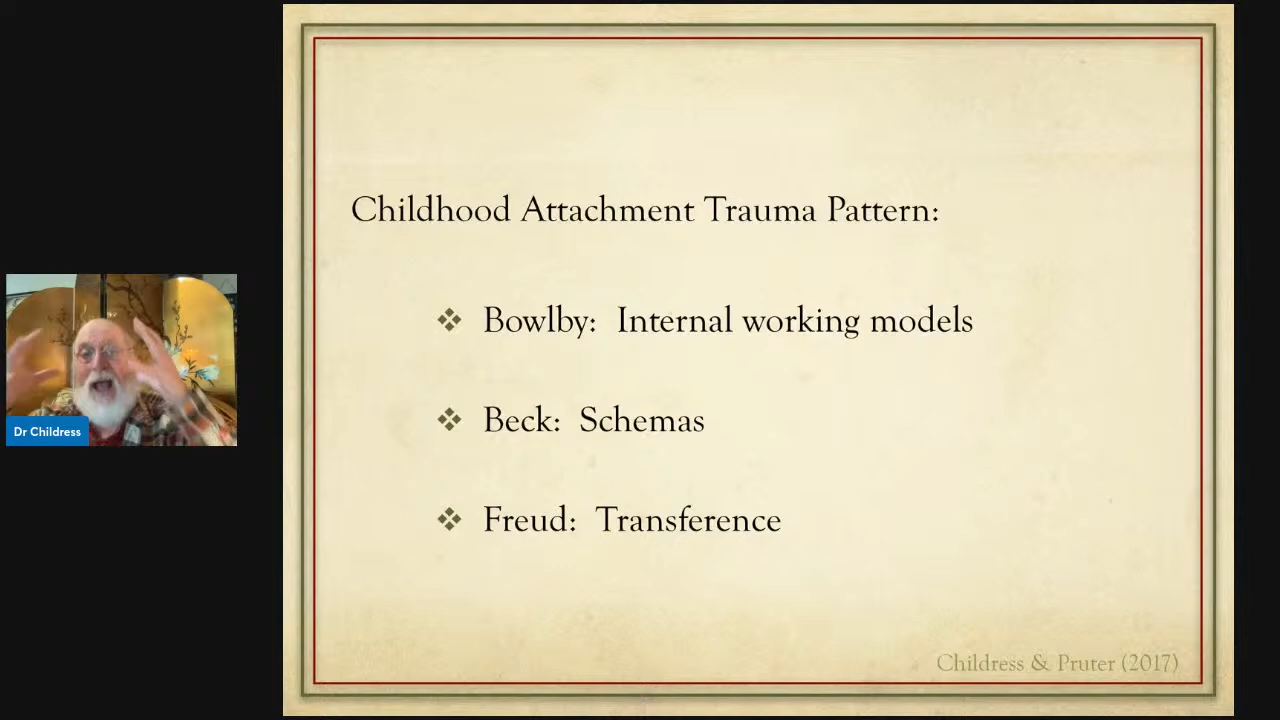 Childhood Attachment Trauma Pattern:
Bowlby: Internal working models
Beck: Schemas
Freud: Transference
Dr Childress
Childress & Pruter (2017)